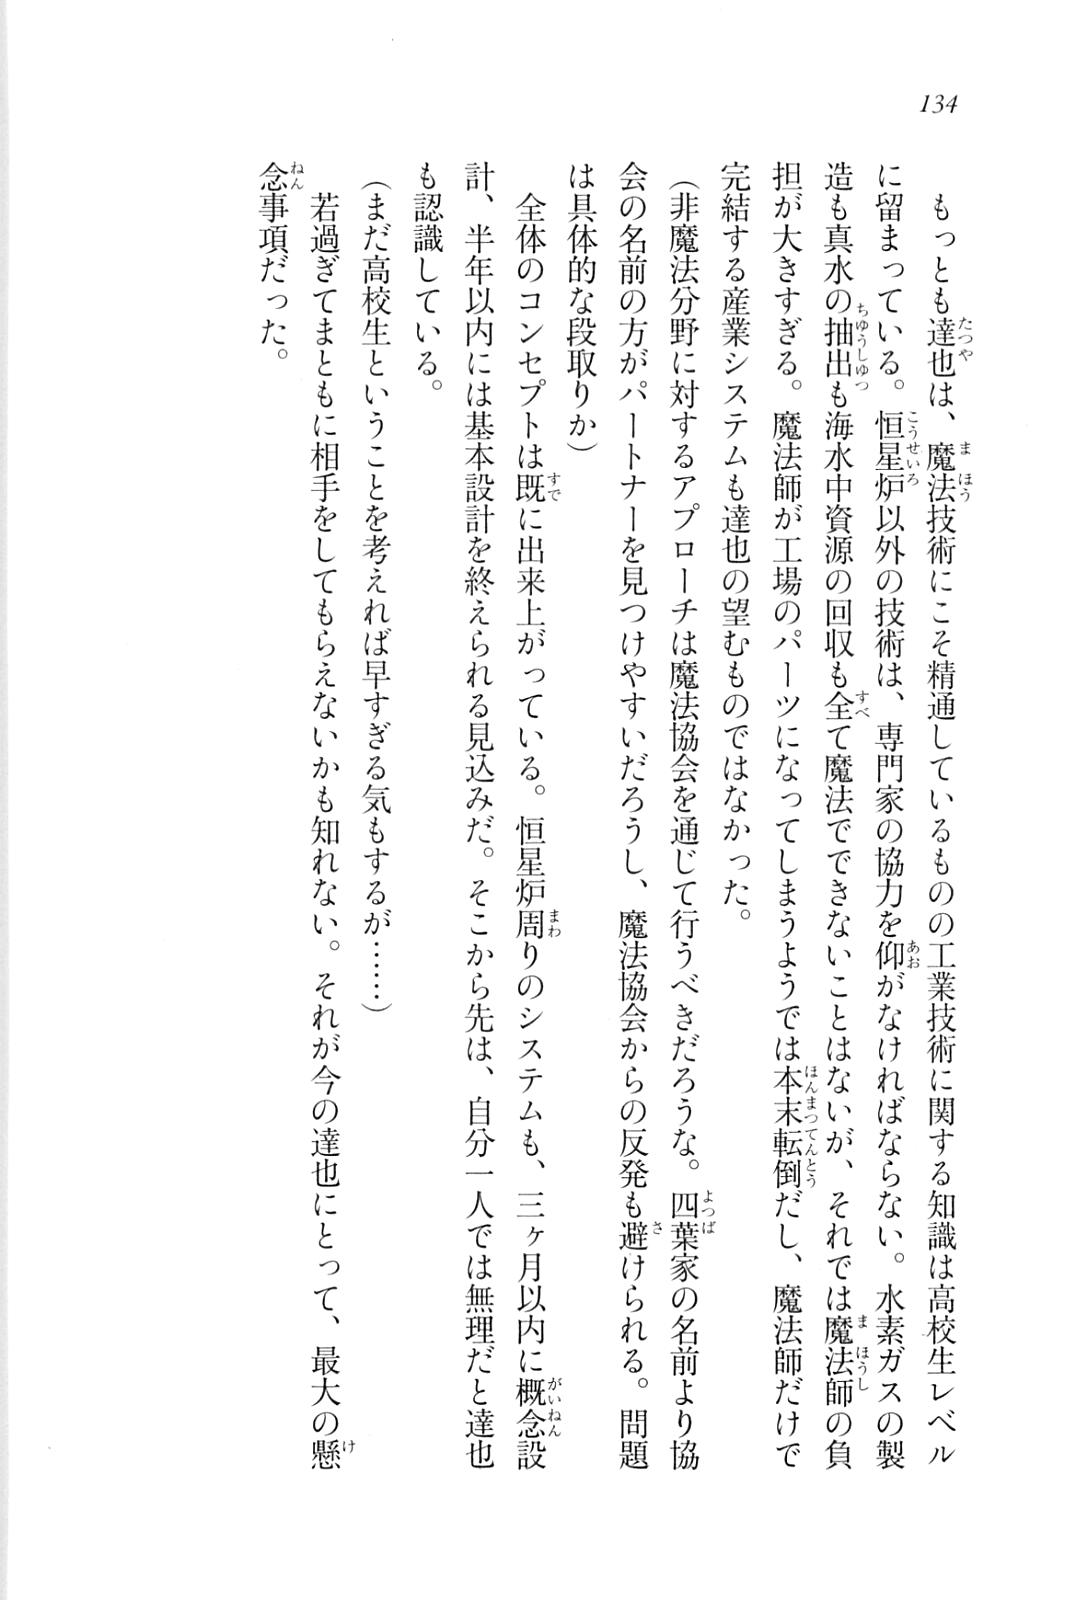 134
もっとも達也は、魔法技術にこそ精通しているものの工業技術に関する知識は高校生レベル
に留まっている。恒星炉以外の技術は、専門家の協力を仰がなければならない。水素ガスの製
造も真水の抽出も海水中資源の回収も全て魔法でできないことはないが、それでは魔法師の負
担が大きすぎる。魔法師が工場のパーツになってしまうようでは本末転倒だし、魔法師だけで
完結する産業システムも達也の望むものではなかった。
(非魔法分野に対するアプローチは魔法協会を通じて行うべきだろうな。四葉家の名前より協
会の名前の方がパートナーを見つけやすいだろうし、魔法協会からの反発も避けられる。問題
は具体的な段取りか)
全体のコンセプトは既に出来上がっている。恒星炉周りのシステムも、三ヶ月以内に概念設
計、半年以内には基本設計を終えられる見込みだ。そこから先は、自分一人では無理だと達也
も認識している。
(まだ高校生ということを考えれば早すぎる気もするが……)
若過ぎてまともに相手をしてもらえないかも知れない。それが今の達也にとって、最大の懸
念事項だった。